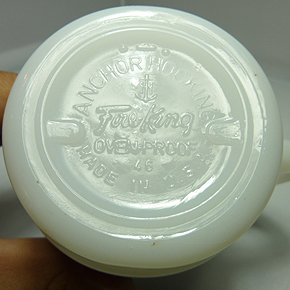 ANCHOR HOCKING
Fire King
OVEN-PROOF
46
MADE IN U.S.A.